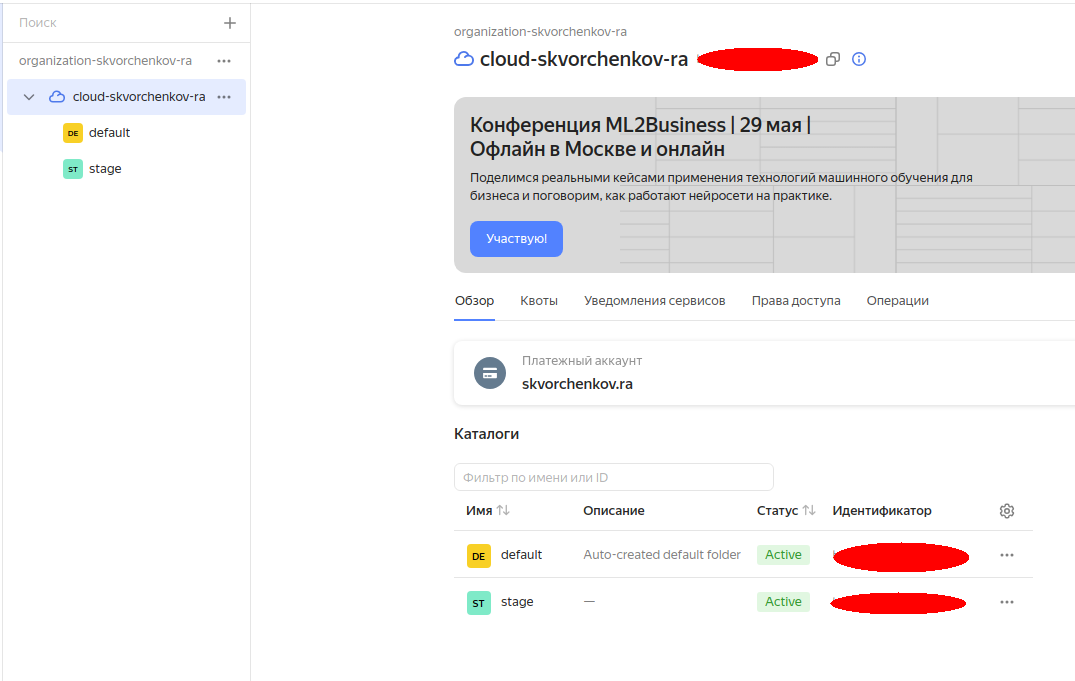 Поиск
organization-skvorchenkov-ra
cloud-skvorchenkov-ra
DE default
ST stage
organization-skvorchenkov-ra
cloud-skvorchenkov-ra
Конференция ML2Business | 29 мая |
Офлайн в Москве и онлайн
Поделимся реальными кейсами применения технологий машинного обучения для
бизнеса и поговорим, как работают нейросети на практике.
Участвую!
Обзор Квоты Уведомления сервисов Права доступа Операции
Платежный аккаунт
skvorchenkov.ra
Каталоги
Фильтр по имени или ID
Имя Описание Статус Идентификатор
DE default Auto-created default folder Active
ST stage — Active